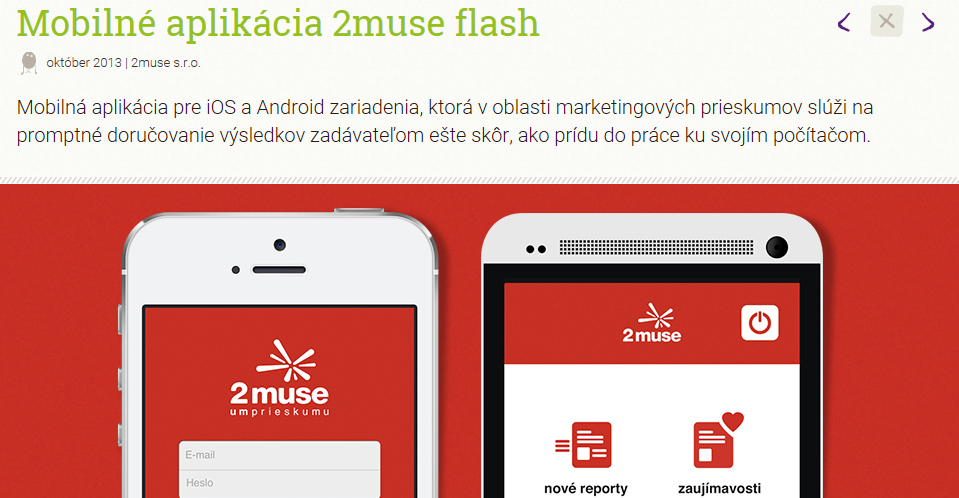 Mobilné aplikácia 2muse flash
október 2013 | 2muse s.r.o.
Mobilná aplikácia pre iOS a Android zariadenia, ktorá v oblasti marketingových prieskumov slúži na
promptné doručovanie výsledkov zadávateľom ešte skôr, ako prídu do práce ku svojím počítačom.
2muse
umprieskumu
E-mail
Heslo
2muse
nové reporty
zaujímavosti